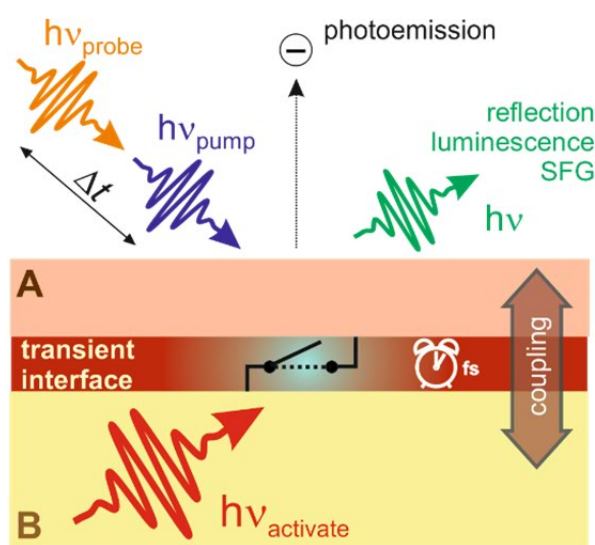 hνprobe
photoemission
−
hνpump
reflection
luminescence
SFG
Δt
hν
A
transient
interface
fs
coupling
hνactivate
B